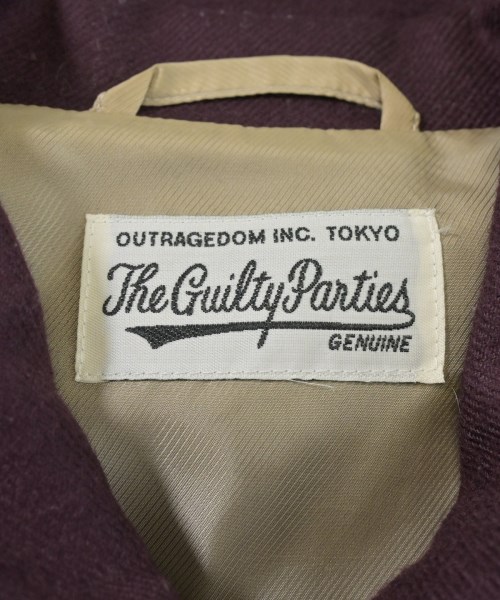 OUTRAGEDOM INC. TOKYO
The Guilty Parties
GENUINE